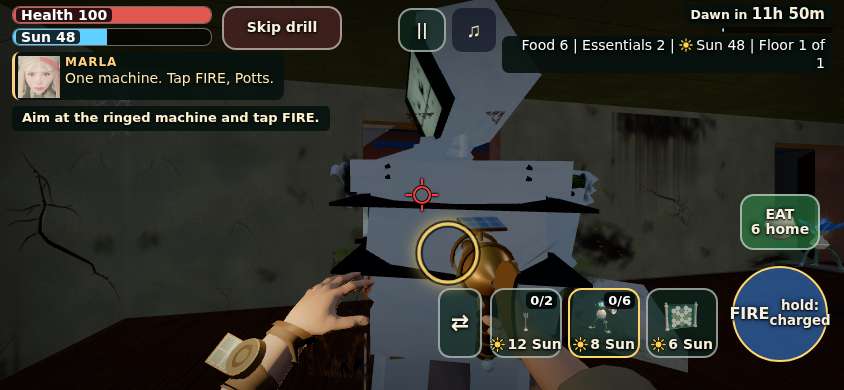 Health 100
Sun 48
Skip drill
MARLA
One machine. Tap FIRE, Potts.
Aim at the ringed machine and tap FIRE.
Dawn in 11h 50m
Food 6 | Essentials 2 | ☀Sun 48 | Floor 1 of
1
EAT
6 home
FIRE
hold:
charged
0/2
☀12 Sun
0/6
☀8 Sun
☀6 Sun